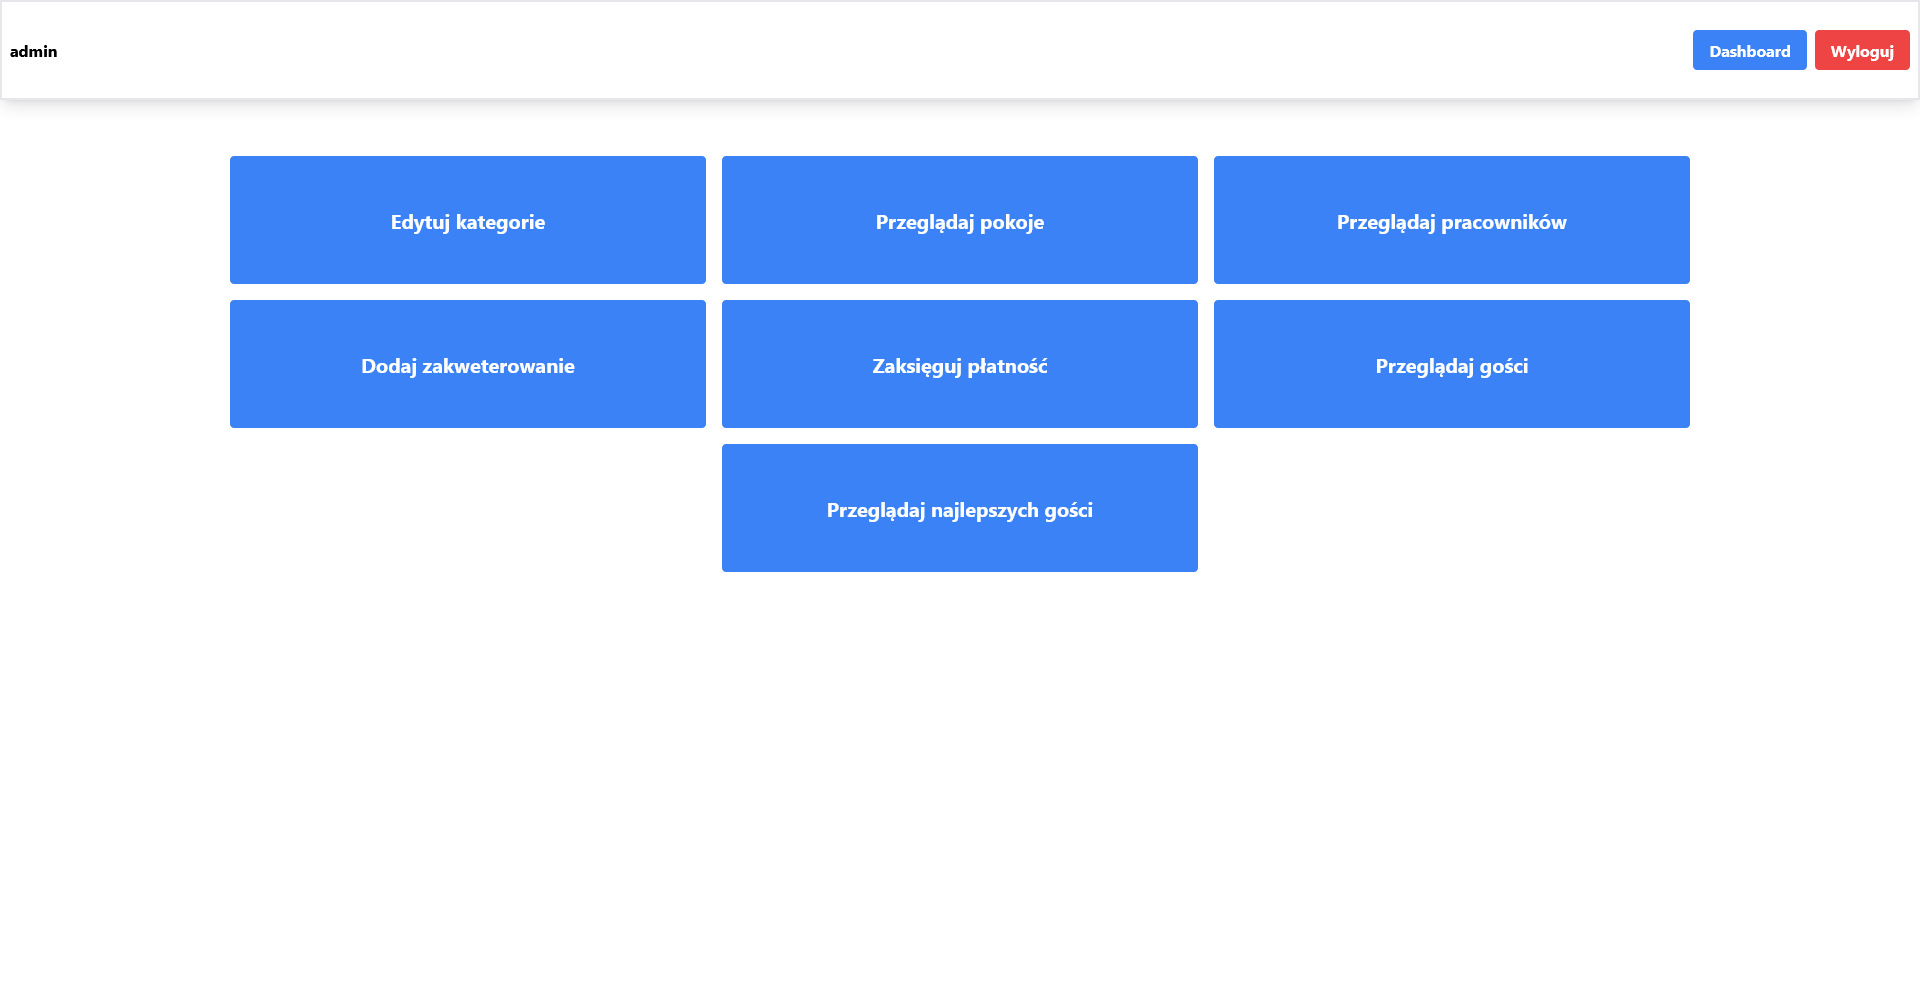 admin
Dashboard
Wyloguj
Edytuj kategorie
Przeglądaj pokoje
Przeglądaj pracowników
Dodaj zakweterowanie
Zaksięguj płatność
Przeglądaj gości
Przeglądaj najlepszych gości